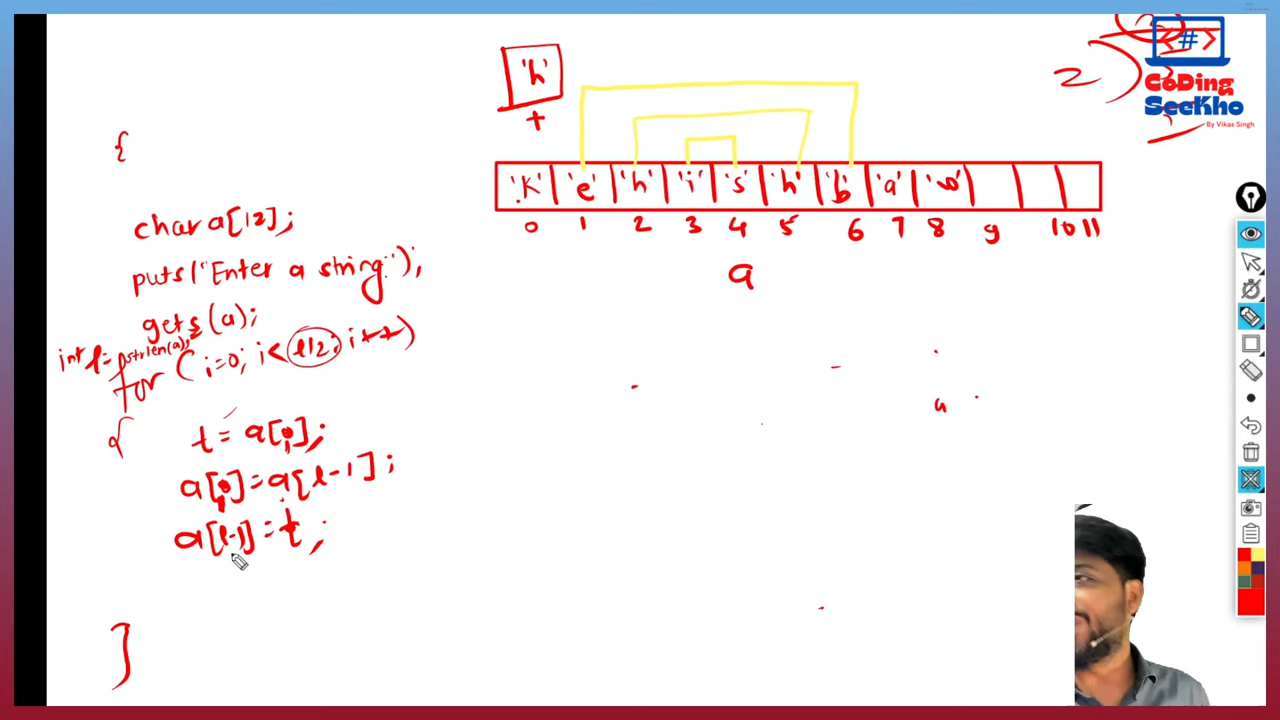 'h'
t
2
<#>
CoDing
SeeKho
By Vikas Singh
'K' 'e' 'h' 'i' 's' 'h' 'b' 'a' '\0'
0 1 2 3 4 5 6 7 8 9 10 11
a
{
char a[12];
puts("Enter a string:");
gets(a);
int l=strlen(a);
for (i=0; i<l/2; i++)
{
t=a[i];
a[i]=a[l-1];
a[l-1]=t;
}
a